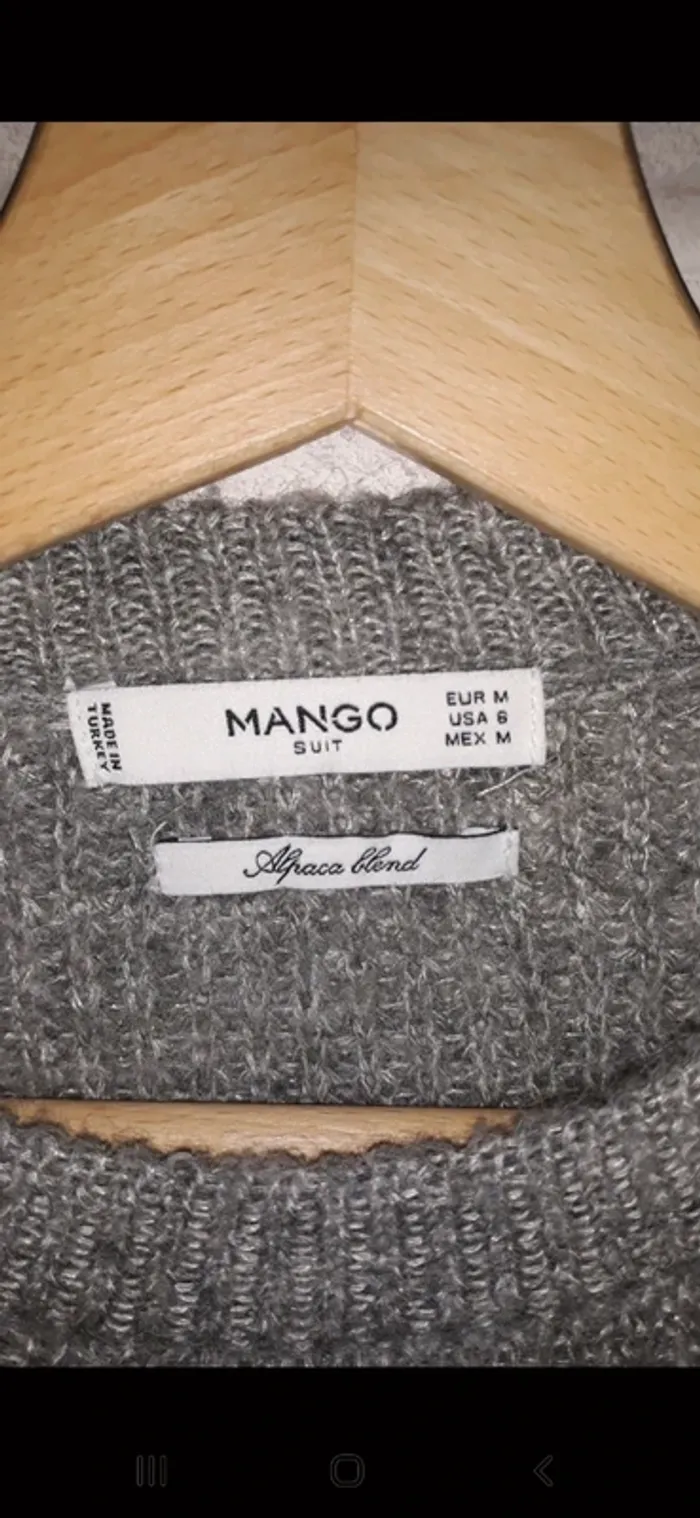 MADE IN
TURKEY
MANGO
SUIT
EUR M
USA 6
MEX M
Alpaca blend